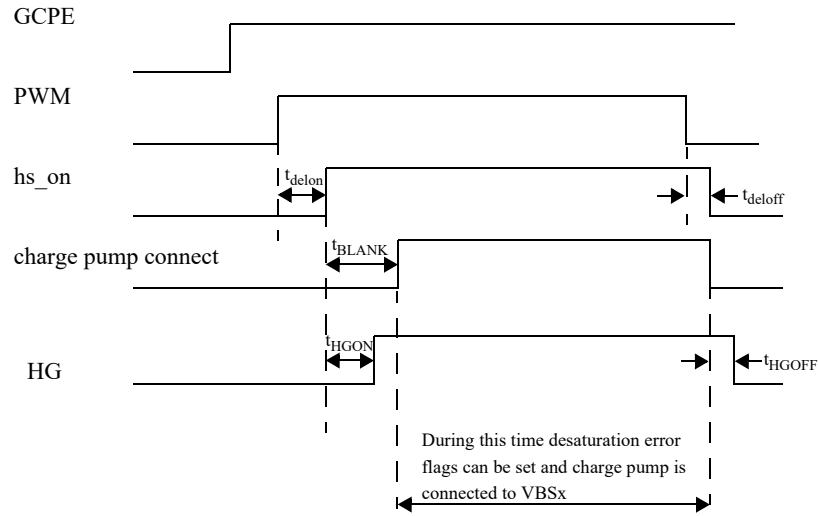 GCPE
PWM
hs_on
tdelon
tdeloff
charge pump connect
tBLANK
HG
tHGON
tHGOFF
During this time desaturation error
flags can be set and charge pump is
connected to VBSx